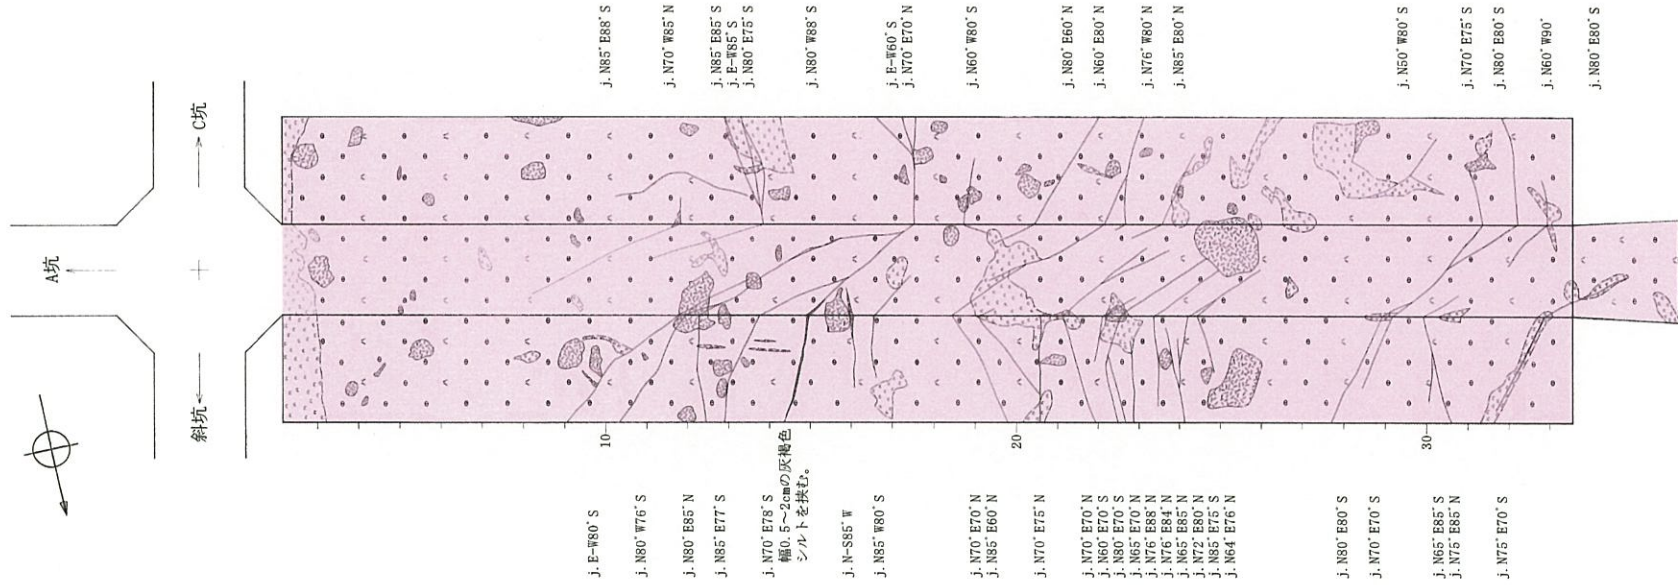 A坑
C坑
斜坑
j.N85°E88°S
j.N70°W85°N
j.N85°E85°S
j.E-W85°S
j.N80°E75°S
j.N80°W88°S
j.E-W60°S
j.N70°E70°N
j.N60°W80°S
j.N80°E60°N
j.N60°E80°N
j.N76°W80°N
j.N85°E80°N
j.N50°W80°S
j.N70°E75°S
j.N80°E80°S
j.N60°W90°
j.N80°E80°S
10
20
30
j.E-W80°S
j.N80°W76°S
j.N80°E85°N
j.N85°E77°S
j.N70°E78°S
幅0.5～2cmの灰褐色
シルトを挟む。
j.N-S85°W
j.N85°W80°S
j.N70°E70°N
j.N85°E60°N
j.N70°E75°N
j.N70°E70°N
j.N60°E70°S
j.N80°E70°S
j.N65°E70°N
j.N76°E88°N
j.N76°E84°N
j.N65°E85°N
j.N72°E80°N
j.N85°E75°S
j.N64°E76°N
j.N80°E80°S
j.N70°E70°S
j.N65°E85°S
j.N75°E85°N
j.N75°E70°S